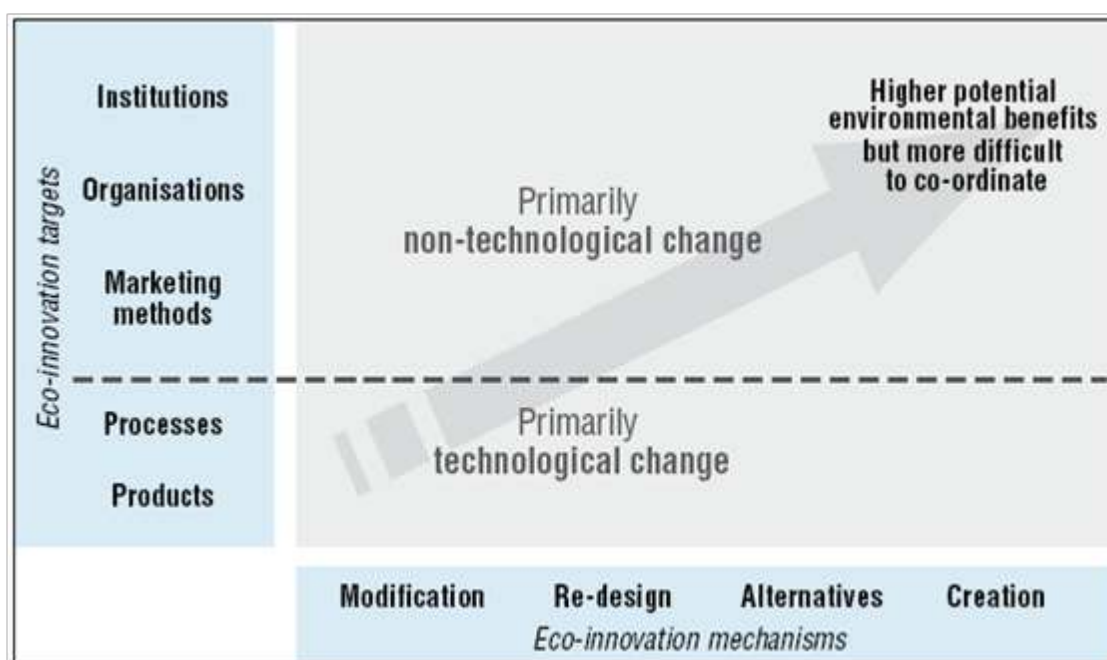 Eco-innovation targets
Institutions
Organisations
Marketing
methods
Processes
Products
Higher potential
environmental benefits
but more difficult
to co-ordinate
Primarily
non-technological change
Primarily
technological change
Modification Re-design Alternatives Creation
Eco-innovation mechanisms